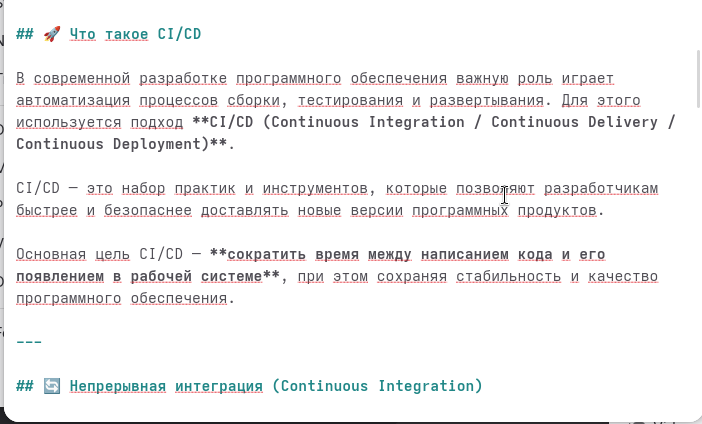 ## 🚀 Что такое CI/CD
В современной разработке программного обеспечения важную роль играет
автоматизация процессов сборки, тестирования и развертывания. Для этого
используется подход **CI/CD (Continuous Integration / Continuous Delivery /
Continuous Deployment)**.
CI/CD — это набор практик и инструментов, которые позволяют разработчикам
быстрее и безопаснее доставлять новые версии программных продуктов.
Основная цель CI/CD — **сократить время между написанием кода и его
появлением в рабочей системе**, при этом сохраняя стабильность и качество
программного обеспечения.
---
## 🔄 Непрерывная интеграция (Continuous Integration)